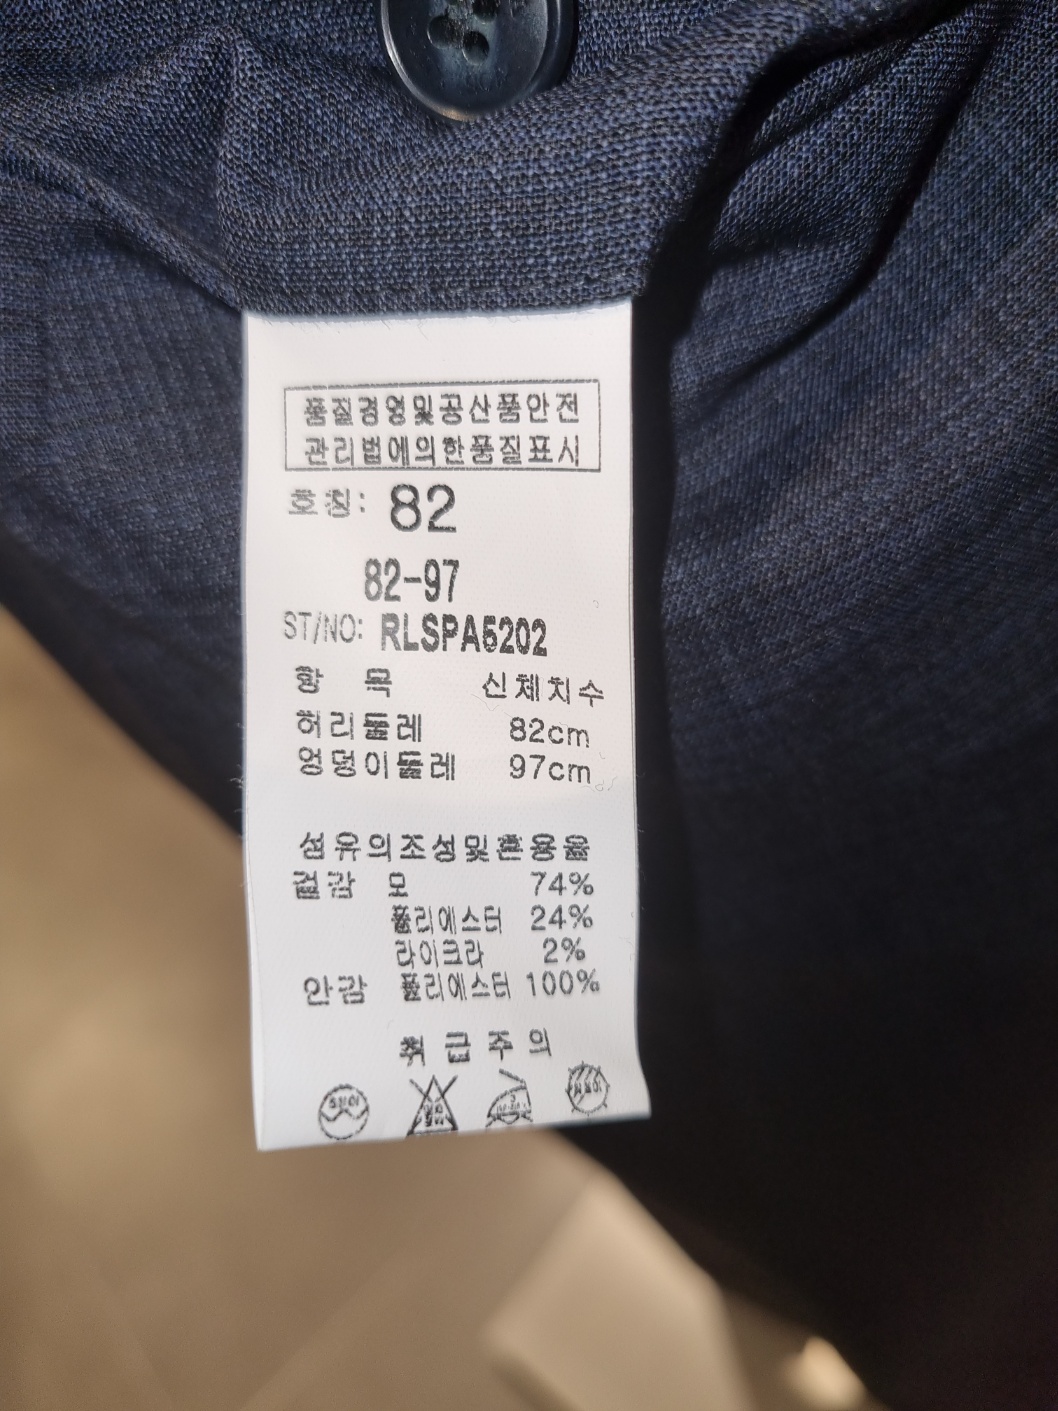 품질경영및공산품안전
관리법에의한품질표시
호칭: 82
82-97
ST/NO: RLSPA5202
항 목 신체치수
허리둘레 82cm
엉덩이둘레 97cm
섬유의조성및혼용율
겉감 모 74%
폴리에스터 24%
라이크라 2%
안감 폴리에스터 100%
취급주의
드라이